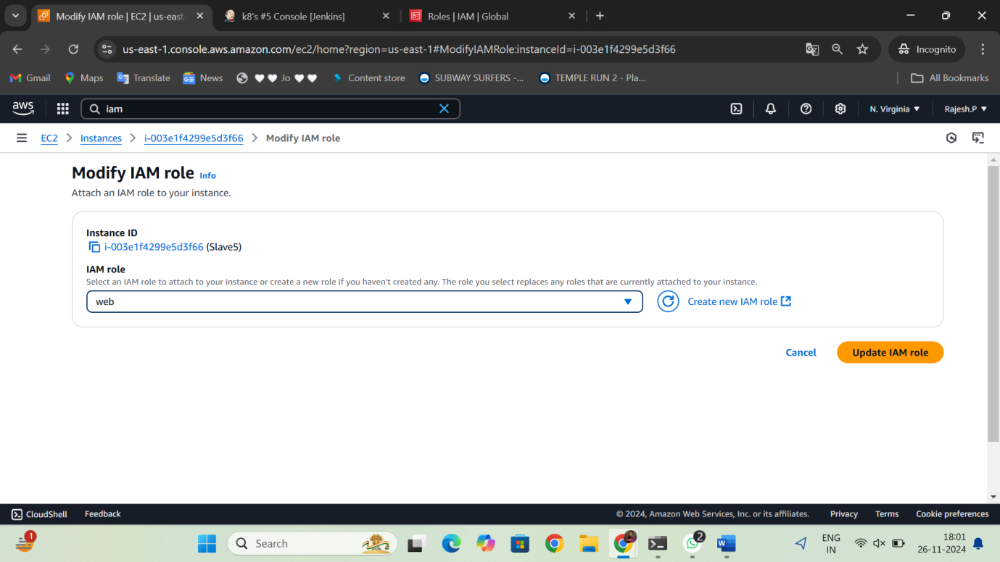 Modify IAM role | EC2 | us-east-
k8's #5 Console [Jenkins]
Roles | IAM | Global
us-east-1.console.aws.amazon.com/ec2/home?region=us-east-1#ModifyIAMRole:instanceId=i-003e1f4299e5d3f66
Incognito
Gmail
Maps
Translate
News
Jo
Content store
SUBWAY SURFERS -...
TEMPLE RUN 2 - Pla...
All Bookmarks
aws
iam
N. Virginia
Rajesh.P
EC2
Instances
i-003e1f4299e5d3f66
Modify IAM role
Modify IAM role Info
Attach an IAM role to your instance.
Instance ID
i-003e1f4299e5d3f66 (Slave5)
IAM role
Select an IAM role to attach to your instance or create a new role if you haven't created any. The role you select replaces any roles that are currently attached to your instance.
web
Create new IAM role
Cancel
Update IAM role
CloudShell
Feedback
© 2024, Amazon Web Services, Inc. or its affiliates.
Privacy
Terms
Cookie preferences
1
Search
2
W
ENG
IN
18:01
26-11-2024